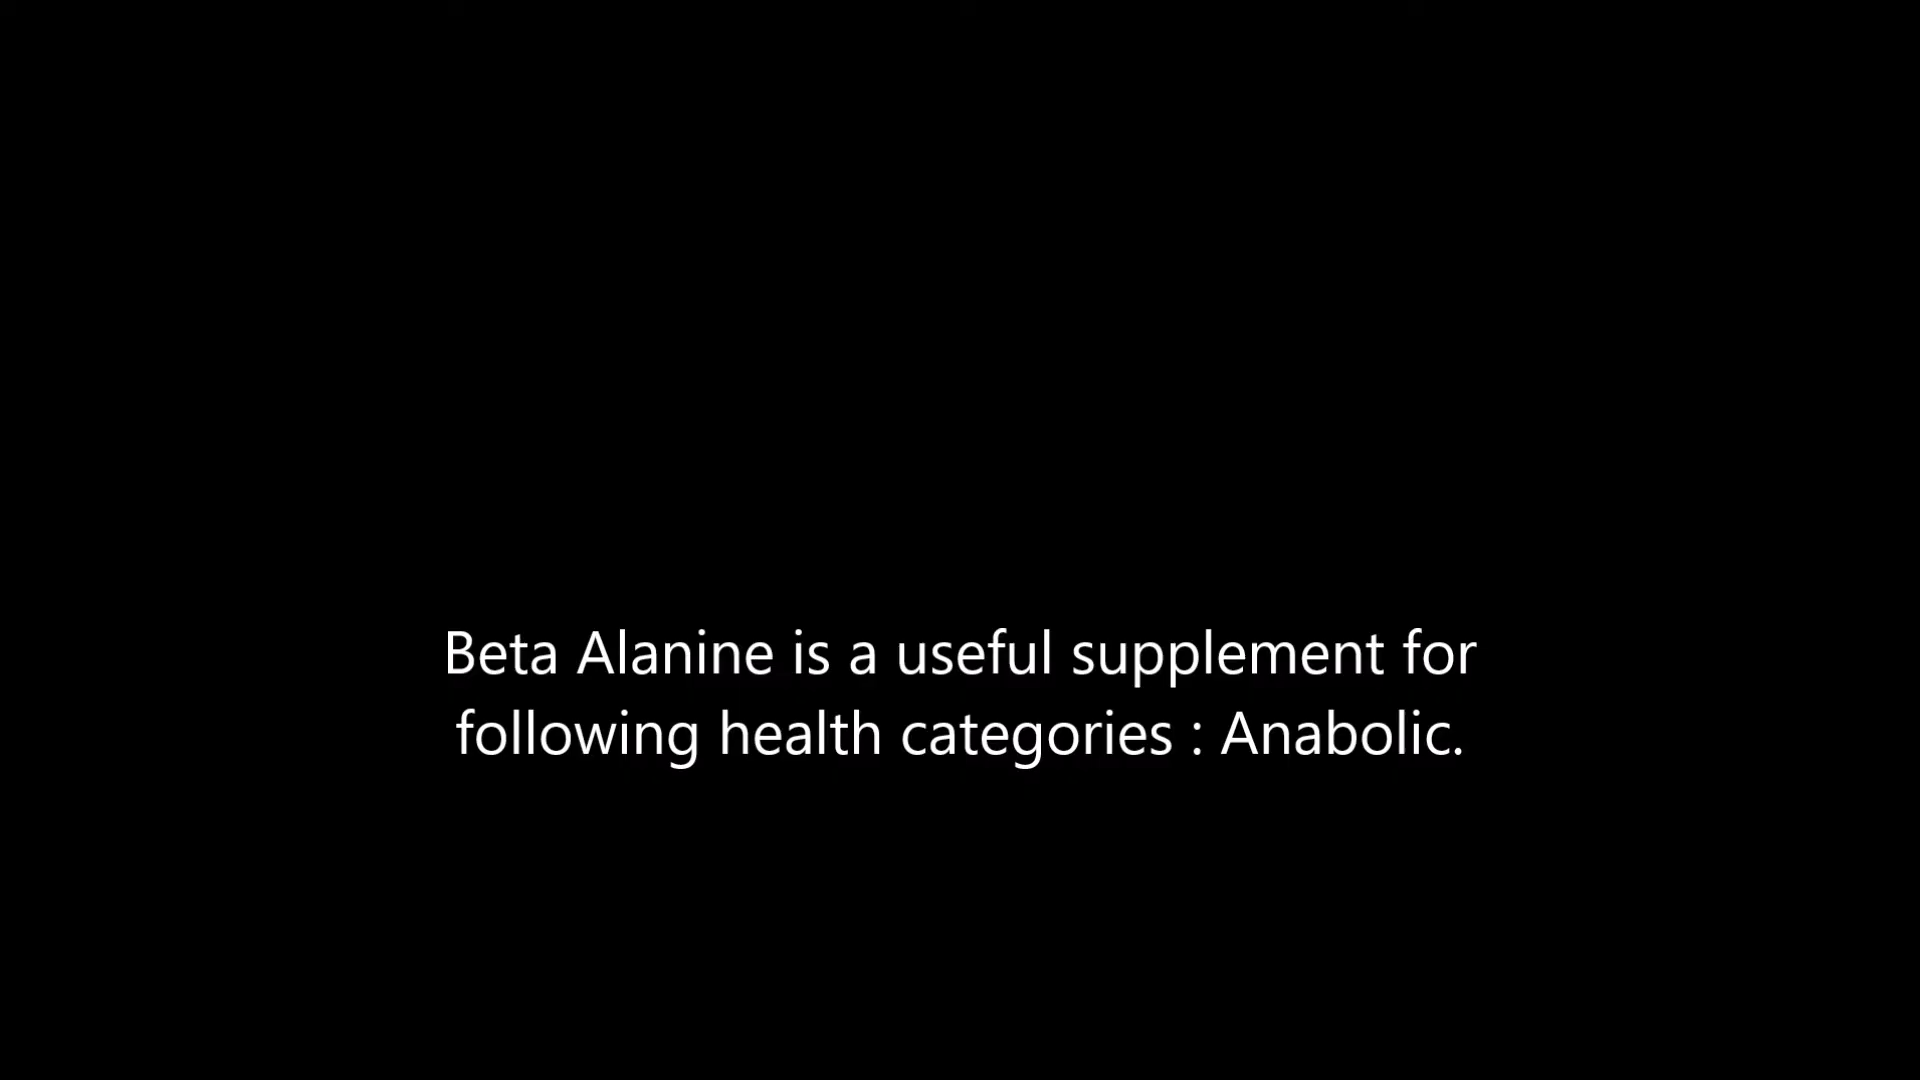 Beta Alanine is a useful supplement for
following health categories : Anabolic.